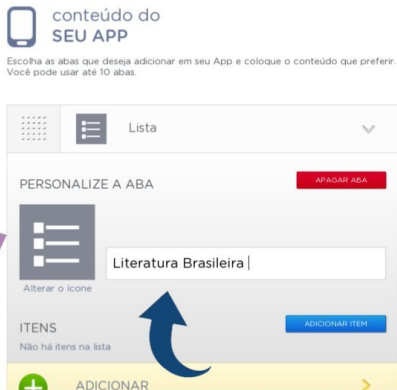 conteúdo do
SEU APP
Escolha as abas que deseja adicionar em seu App e coloque o conteúdo que preferir.
Você pode usar até 10 abas.
Lista
PERSONALIZE A ABA
APAGAR ABA
Literatura Brasileira
Alterar o ícone
ITENS
ADICIONAR ITEM
Não há itens na lista
ADICIONAR